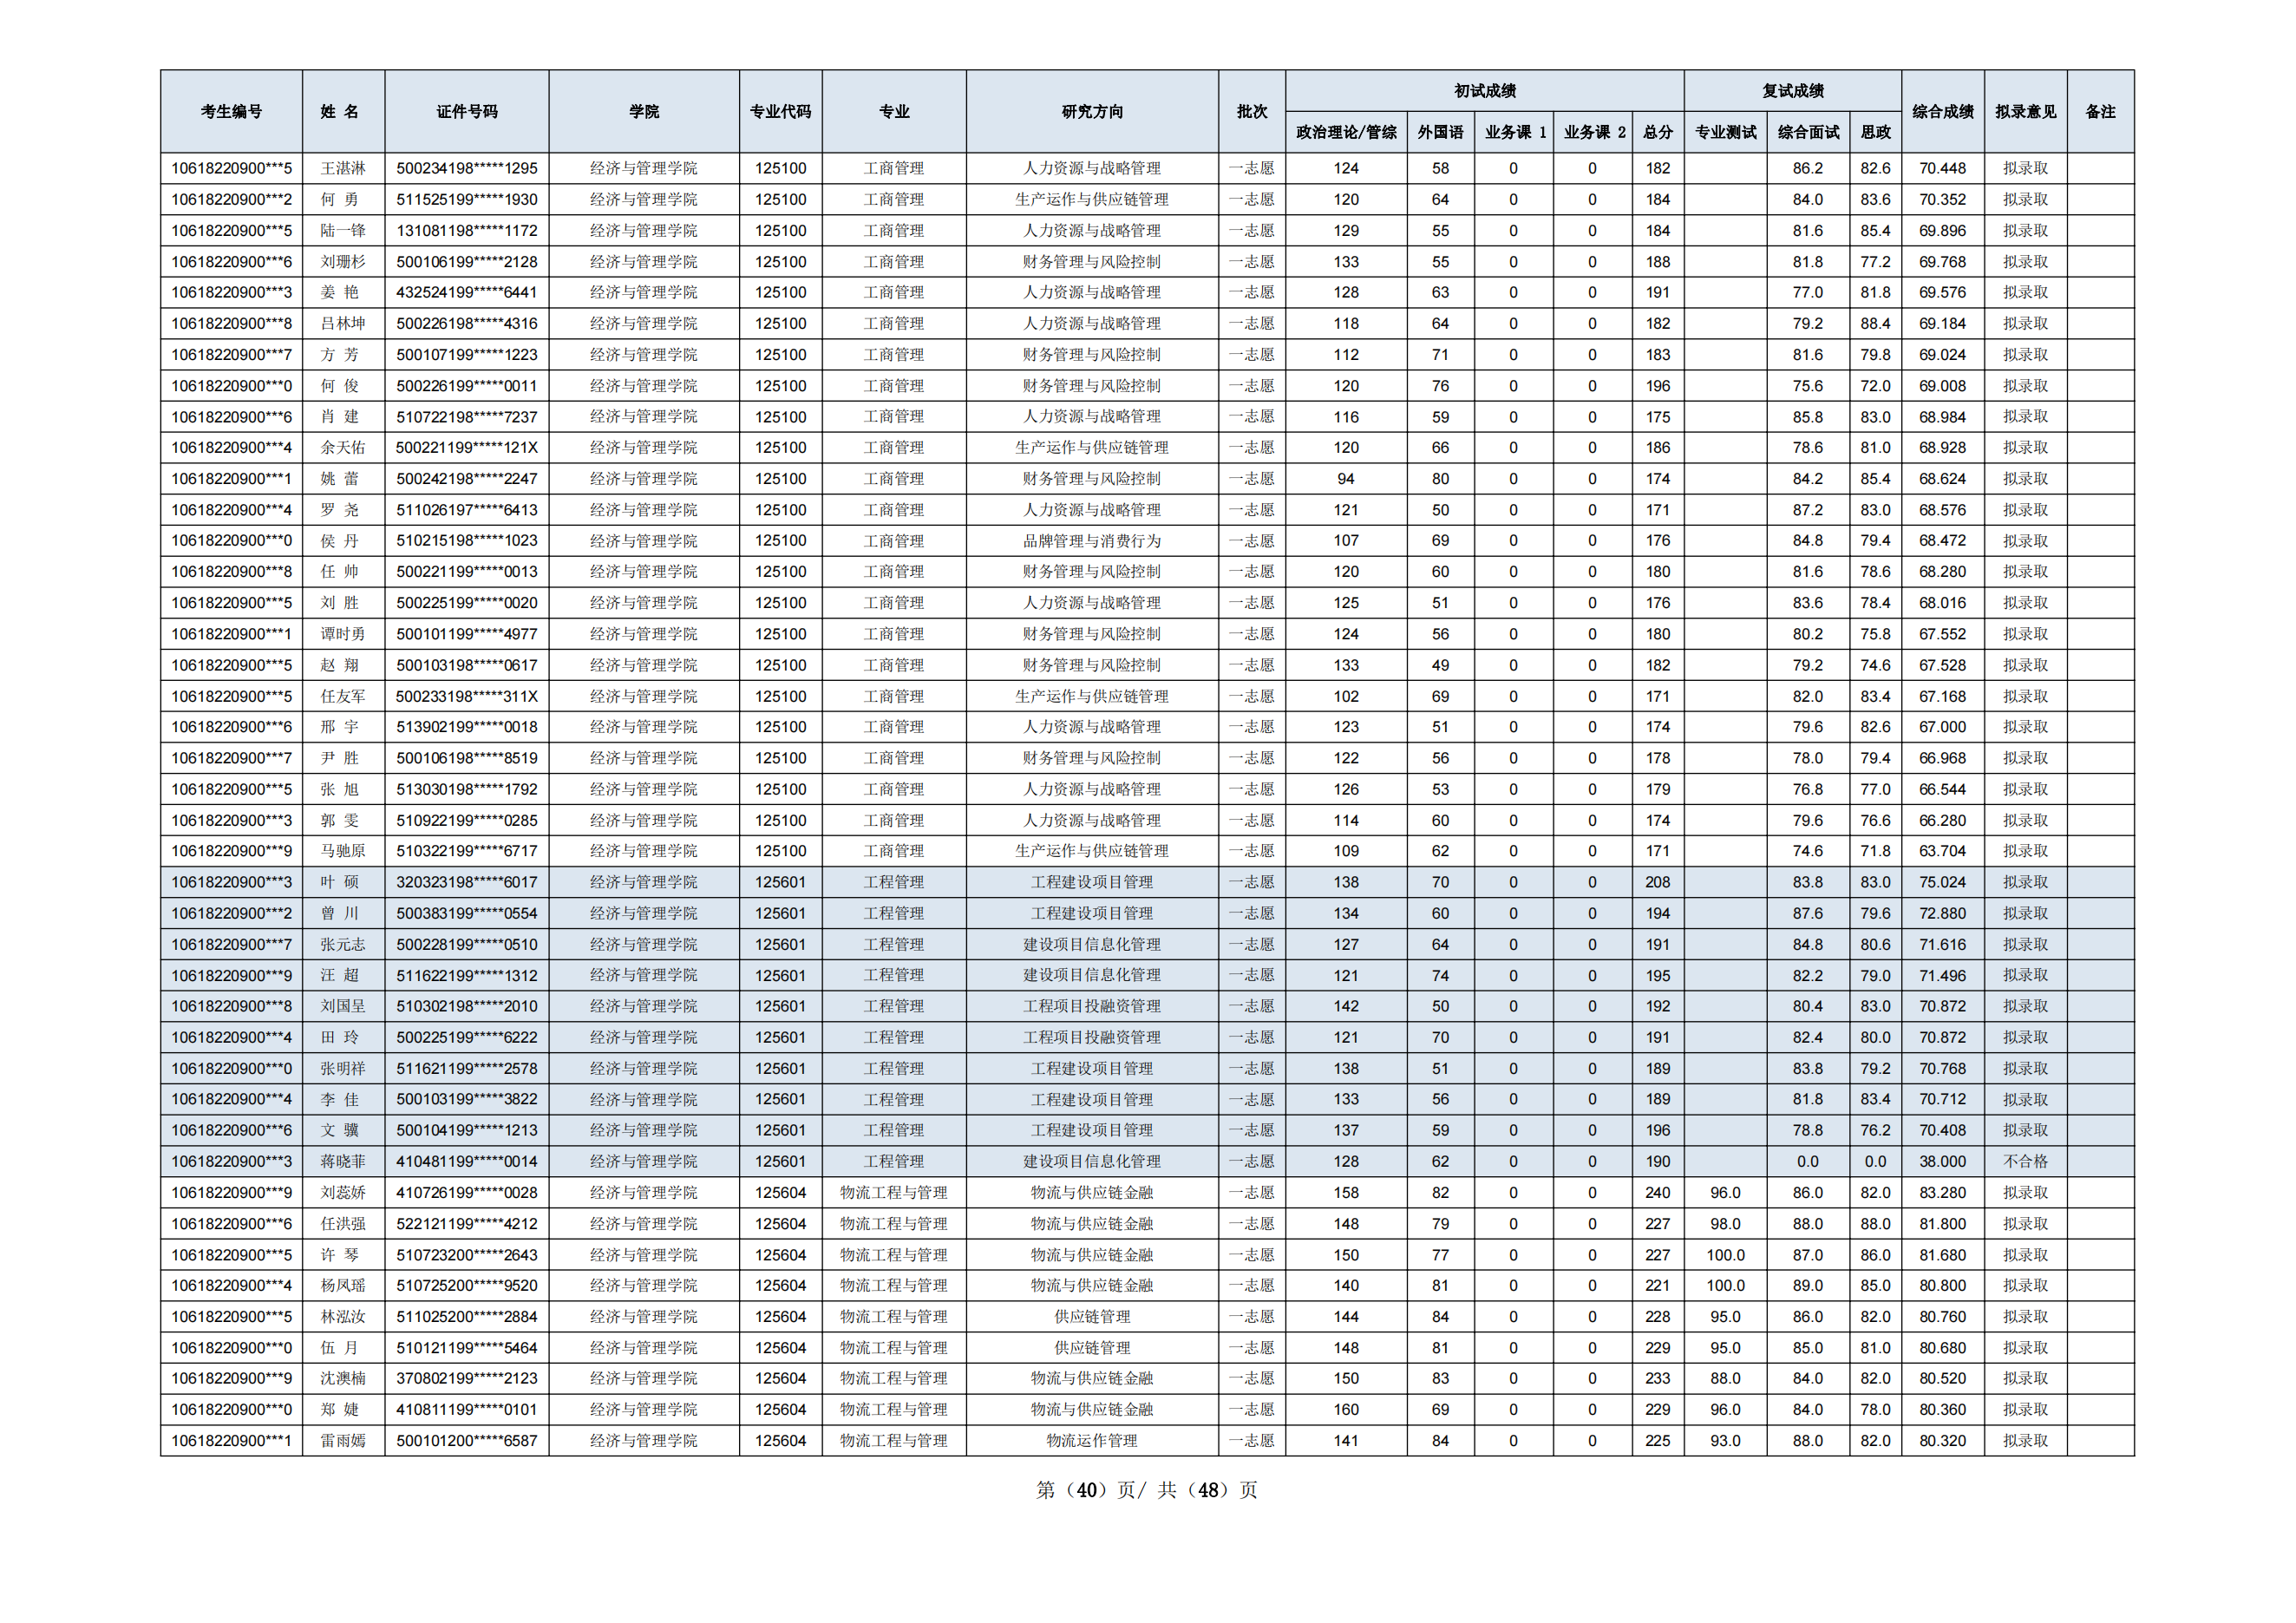 考生编号 姓 名 证件号码 学院 专业代码 专业 研究方向 批次 初试成绩 复试成绩 综合成绩 拟录意见 备注
政治理论/管综 外国语 业务课 1 业务课 2 总分 专业测试 综合面试 思政
10618220900***5 王湛淋 500234198*****1295 经济与管理学院 125100 工商管理 人力资源与战略管理 一志愿 124 58 0 0 182 86.2 82.6 70.448 拟录取
10618220900***2 何 勇 511525198*****1930 经济与管理学院 125100 工商管理 生产运作与供应链管理 一志愿 120 64 0 0 184 84.0 83.6 70.352 拟录取
10618220900***5 陆一锋 131081198*****1172 经济与管理学院 125100 工商管理 人力资源与战略管理 一志愿 129 55 0 0 184 81.6 85.4 69.896 拟录取
10618220900***6 刘珊杉 500106199*****2128 经济与管理学院 125100 工商管理 财务管理与风险控制 一志愿 133 55 0 0 188 81.8 77.2 69.768 拟录取
10618220900***3 姜 艳 432524199*****6441 经济与管理学院 125100 工商管理 人力资源与战略管理 一志愿 128 63 0 0 191 77.0 81.8 69.576 拟录取
10618220900***8 吕林坤 500226198*****4316 经济与管理学院 125100 工商管理 人力资源与战略管理 一志愿 118 64 0 0 182 79.2 88.4 69.184 拟录取
10618220900***7 方 芳 500107199*****1223 经济与管理学院 125100 工商管理 财务管理与风险控制 一志愿 112 71 0 0 183 81.6 79.8 69.024 拟录取
10618220900***0 何 俊 500226199*****0011 经济与管理学院 125100 工商管理 财务管理与风险控制 一志愿 120 76 0 0 196 75.6 72.0 69.008 拟录取
10618220900***6 肖 建 510722198*****7237 经济与管理学院 125100 工商管理 人力资源与战略管理 一志愿 116 59 0 0 175 85.8 83.0 68.984 拟录取
10618220900***4 余天佑 500221199*****121X 经济与管理学院 125100 工商管理 生产运作与供应链管理 一志愿 120 66 0 0 186 78.6 81.0 68.928 拟录取
10618220900***1 姚 蕾 500242198*****2247 经济与管理学院 125100 工商管理 财务管理与风险控制 一志愿 94 80 0 0 174 84.2 85.4 68.624 拟录取
10618220900***4 罗 尧 511026197*****6413 经济与管理学院 125100 工商管理 人力资源与战略管理 一志愿 121 50 0 0 171 87.2 83.0 68.576 拟录取
10618220900***0 侯 丹 510215198*****1023 经济与管理学院 125100 工商管理 品牌管理与消费行为 一志愿 107 69 0 0 176 84.8 79.4 68.472 拟录取
10618220900***8 任 帅 500221199*****0013 经济与管理学院 125100 工商管理 财务管理与风险控制 一志愿 120 60 0 0 180 81.6 78.6 68.280 拟录取
10618220900***5 刘 胜 500225199*****0020 经济与管理学院 125100 工商管理 人力资源与战略管理 一志愿 125 51 0 0 176 83.6 78.4 68.016 拟录取
10618220900***1 谭时勇 500101199*****4977 经济与管理学院 125100 工商管理 财务管理与风险控制 一志愿 124 56 0 0 180 80.2 75.8 67.552 拟录取
10618220900***5 赵 翔 500103198*****0617 经济与管理学院 125100 工商管理 财务管理与风险控制 一志愿 133 49 0 0 182 79.2 74.6 67.528 拟录取
10618220900***5 任友军 500233198*****311X 经济与管理学院 125100 工商管理 生产运作与供应链管理 一志愿 102 69 0 0 171 82.0 83.4 67.168 拟录取
10618220900***6 邢 宇 513902199*****0018 经济与管理学院 125100 工商管理 人力资源与战略管理 一志愿 123 51 0 0 174 79.6 82.6 67.000 拟录取
10618220900***7 尹 胜 500106198*****8519 经济与管理学院 125100 工商管理 财务管理与风险控制 一志愿 122 56 0 0 178 78.0 79.4 66.968 拟录取
10618220900***5 张 旭 513030198*****1792 经济与管理学院 125100 工商管理 人力资源与战略管理 一志愿 126 53 0 0 179 76.8 77.0 66.544 拟录取
10618220900***3 郭 雯 510922199*****0285 经济与管理学院 125100 工商管理 人力资源与战略管理 一志愿 114 60 0 0 174 79.6 76.6 66.280 拟录取
10618220900***9 马驰原 510322199*****6717 经济与管理学院 125100 工商管理 生产运作与供应链管理 一志愿 109 62 0 0 171 74.6 71.8 63.704 拟录取
10618220900***3 叶 硕 320323198*****6017 经济与管理学院 125601 工程管理 工程建设项目管理 一志愿 138 70 0 0 208 83.8 83.0 75.024 拟录取
10618220900***2 曾 川 500383199*****0554 经济与管理学院 125601 工程管理 工程建设项目管理 一志愿 134 60 0 0 194 87.6 79.6 72.880 拟录取
10618220900***7 张元志 500228199*****0510 经济与管理学院 125601 工程管理 建设项目信息化管理 一志愿 127 64 0 0 191 84.8 80.6 71.616 拟录取
10618220900***9 汪 超 511622199*****1312 经济与管理学院 125601 工程管理 建设项目信息化管理 一志愿 121 74 0 0 195 82.2 79.0 71.496 拟录取
10618220900***8 刘国呈 510302198*****2010 经济与管理学院 125601 工程管理 工程项目投融资管理 一志愿 142 50 0 0 192 80.4 83.0 70.872 拟录取
10618220900***4 田 玲 500225199*****6222 经济与管理学院 125601 工程管理 工程项目投融资管理 一志愿 121 70 0 0 191 82.4 80.0 70.872 拟录取
10618220900***0 张明祥 511621199*****2578 经济与管理学院 125601 工程管理 工程建设项目管理 一志愿 138 51 0 0 189 83.8 79.2 70.768 拟录取
10618220900***4 李 佳 500103199*****3822 经济与管理学院 125601 工程管理 工程建设项目管理 一志愿 133 56 0 0 189 81.8 83.4 70.712 拟录取
10618220900***6 文 骥 500104199*****1213 经济与管理学院 125601 工程管理 工程建设项目管理 一志愿 137 59 0 0 196 78.8 76.2 70.408 拟录取
10618220900***3 蒋晓菲 410481199*****0014 经济与管理学院 125601 工程管理 建设项目信息化管理 一志愿 128 62 0 0 190 0.0 0.0 38.000 不合格
10618220900***9 刘蕊娇 410726199*****0028 经济与管理学院 125604 物流工程与管理 物流与供应链金融 一志愿 158 82 0 0 240 96.0 86.0 82.0 83.280 拟录取
10618220900***6 任洪强 522121199*****4212 经济与管理学院 125604 物流工程与管理 物流与供应链金融 一志愿 148 79 0 0 227 98.0 88.0 88.0 81.800 拟录取
10618220900***5 许 琴 510723200*****2643 经济与管理学院 125604 物流工程与管理 物流与供应链金融 一志愿 150 77 0 0 227 100.0 87.0 86.0 81.680 拟录取
10618220900***4 杨凤瑶 510725200*****9520 经济与管理学院 125604 物流工程与管理 物流与供应链金融 一志愿 140 81 0 0 221 100.0 89.0 85.0 80.800 拟录取
10618220900***5 林泓汝 511025200*****2884 经济与管理学院 125604 物流工程与管理 供应链管理 一志愿 144 84 0 0 228 95.0 86.0 82.0 80.760 拟录取
10618220900***0 伍 月 510121199*****5464 经济与管理学院 125604 物流工程与管理 供应链管理 一志愿 148 81 0 0 229 95.0 85.0 81.0 80.680 拟录取
10618220900***9 沈澳楠 370802199*****2123 经济与管理学院 125604 物流工程与管理 物流与供应链金融 一志愿 150 83 0 0 233 88.0 84.0 82.0 80.520 拟录取
10618220900***0 郑 婕 410811199*****0101 经济与管理学院 125604 物流工程与管理 物流与供应链金融 一志愿 160 69 0 0 229 96.0 84.0 78.0 80.360 拟录取
10618220900***1 雷雨嫣 500101200*****6587 经济与管理学院 125604 物流工程与管理 物流运作管理 一志愿 141 84 0 0 225 93.0 88.0 82.0 80.320 拟录取
第（40）页/ 共（48）页